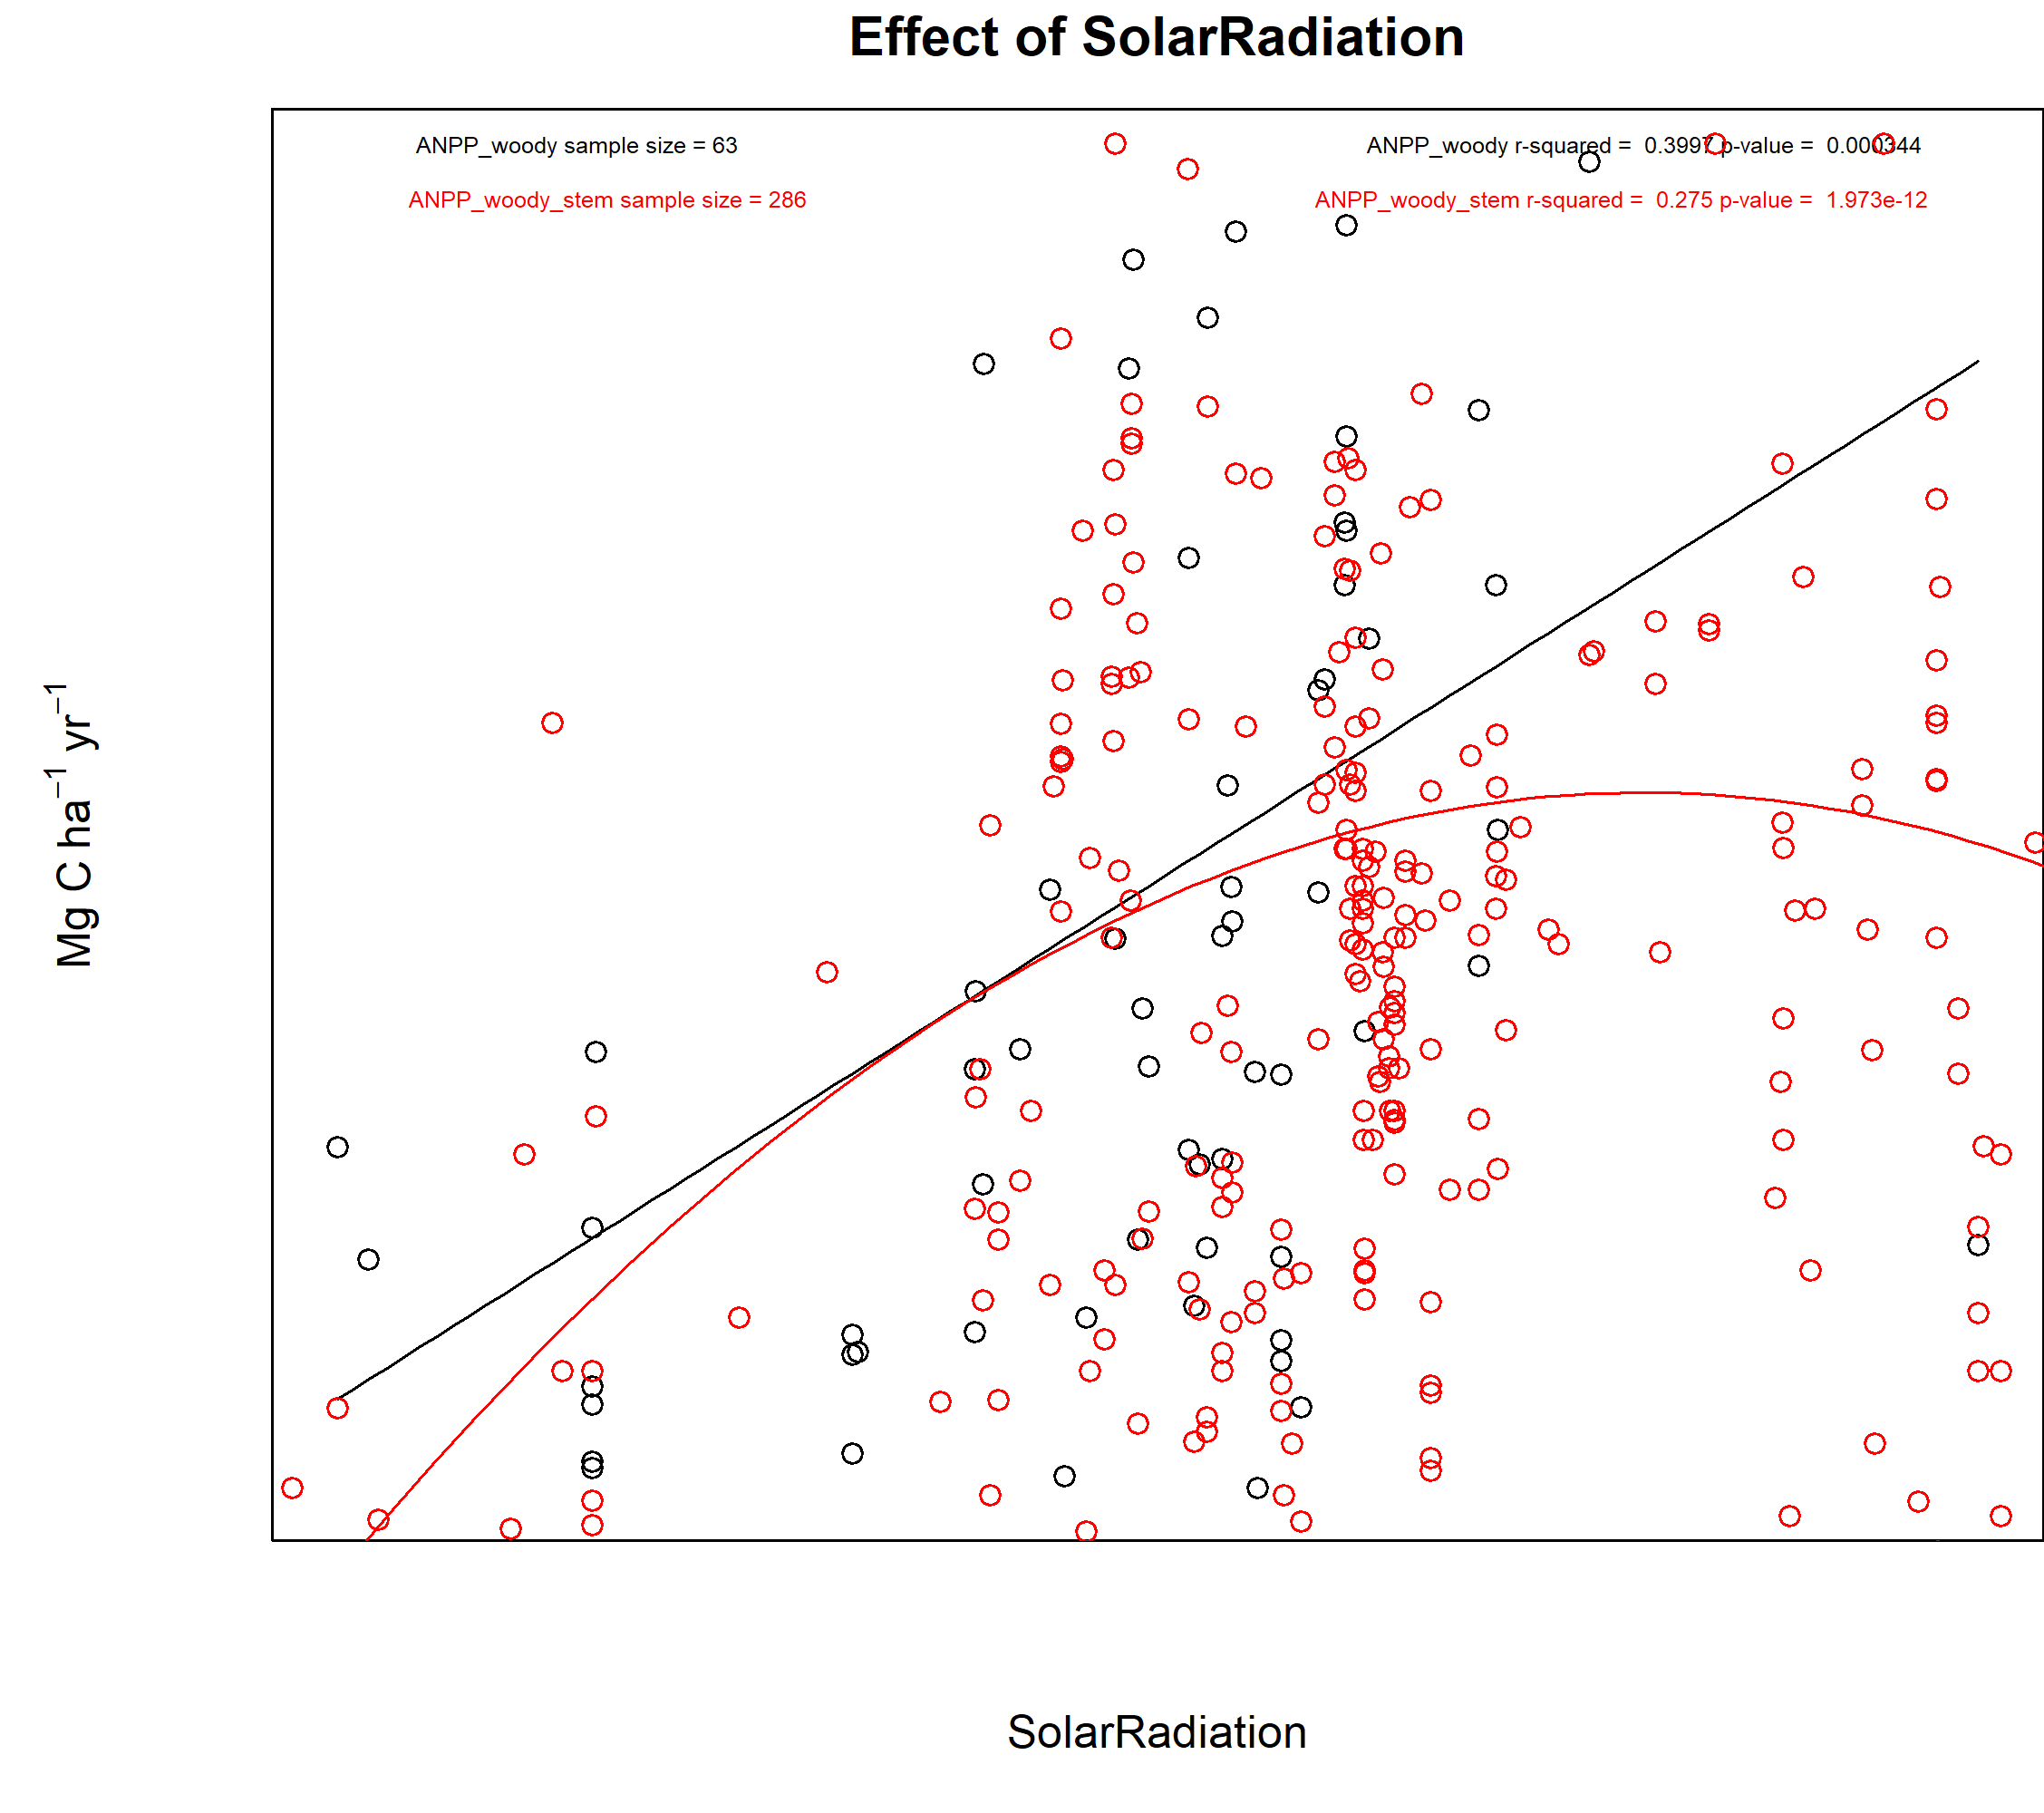 Effect of SolarRadiation
ANPP_woody sample size = 63
ANPP_woody r-squared = 0.3997 p-value = 0.000344
ANPP_woody_stem sample size = 286
ANPP_woody_stem r-squared = 0.275 p-value = 1.973e-12
Mg C ha⁻¹ yr⁻¹
SolarRadiation